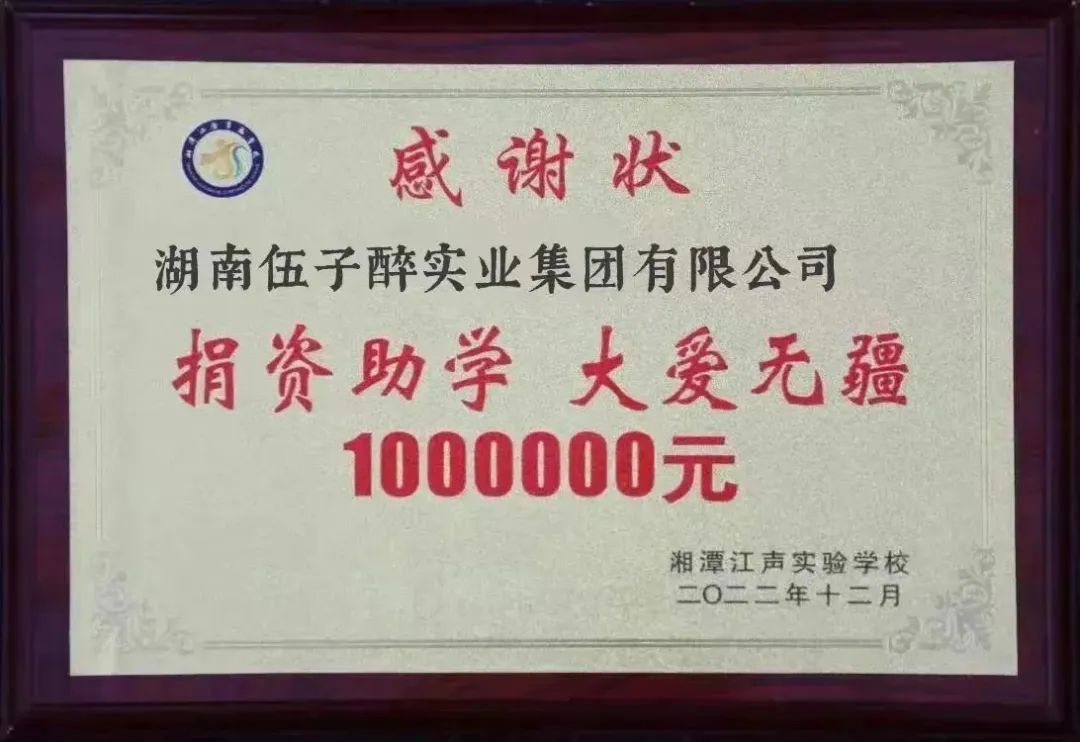 感谢状
湖南伍子醉实业集团有限公司
捐资助学 大爱无疆
1000000元
湘潭江声实验学校
二〇二二年十二月